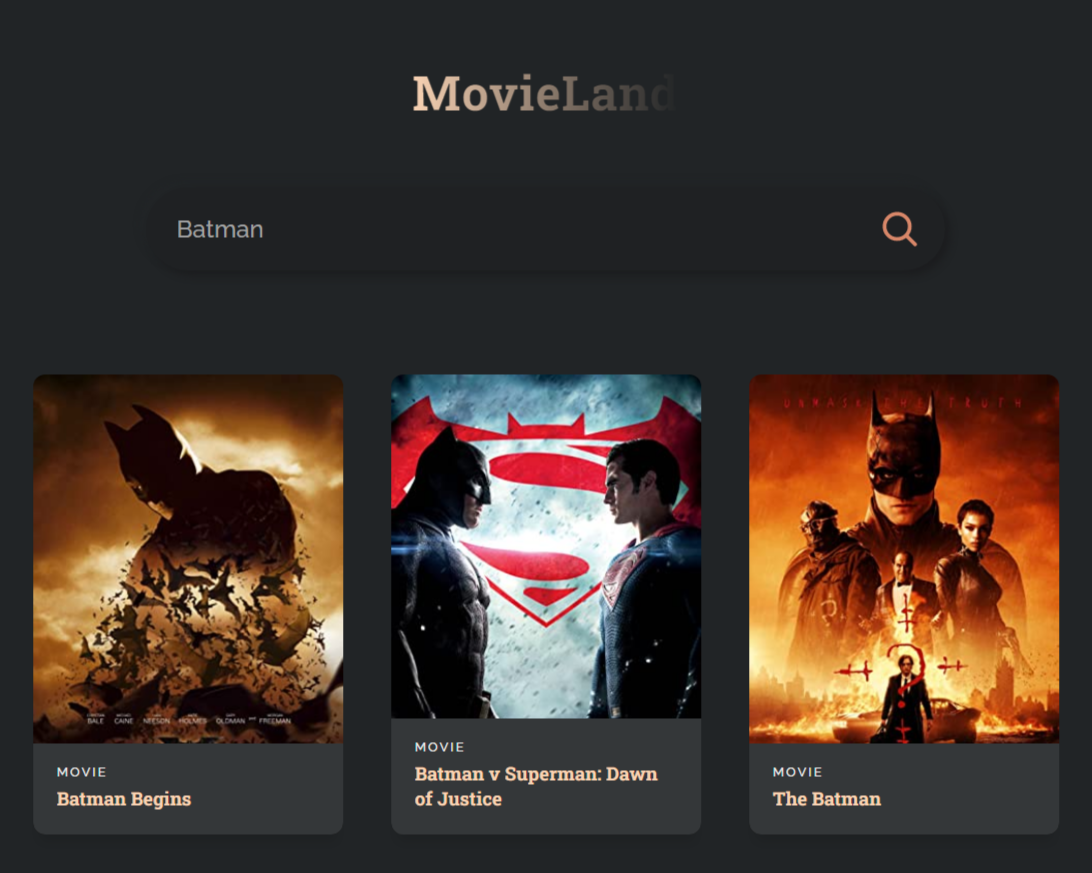 MovieLand
Batman
UNMASK THE TRUTH
BALE CAINE NEESON HOLMES OLDMAN AND FREEMAN
MOVIE
Batman Begins
MOVIE
Batman v Superman: Dawn
of Justice
MOVIE
The Batman